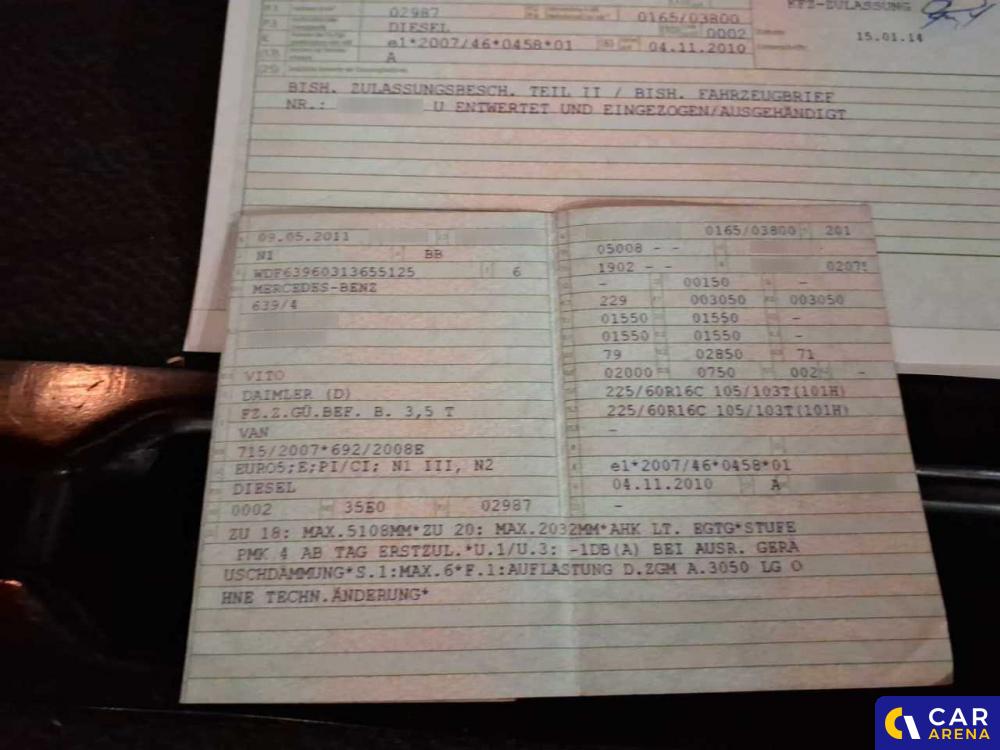 02987
0165/03800
DIESEL
0002
e1*2007/46*0458*01
04.11.2010
A
KFZ-ZULASSUNG
15.01.14
BISH. ZULASSUNGSBESCH. TEIL II / BISH. FAHRZEUGBRIEF
NR.: U ENTWERTET UND EINGEZOGEN/AUSGEHÄNDIGT
09.05.2011
N1 BB
WDF63960313655125 6
MERCEDES-BENZ
639/4
VITO
DAIMLER (D)
FZ.Z.GÜ.BEF. B. 3,5 T
VAN
715/2007*692/2008E
EURO5;E;PI/CI; N1 III, N2
DIESEL
0002 35E0 02987
0165/03800 201
05008 - -
1902 - - 02075
- 00150 -
229 003050 003050
01550 01550 -
01550 01550 -
79 02850 71
02000 0750 002 -
225/60R16C 105/103T(101H)
225/60R16C 105/103T(101H)
-
e1*2007/46*0458*01
04.11.2010 A
-
ZU 18: MAX.5108MM*ZU 20: MAX.2032MM*AHK LT. EGTG*STUFE
PMK 4 AB TAG ERSTZUL.*U.1/U.3: -1DB(A) BEI AUSR. GERÄ
USCHDÄMMUNG*S.1:MAX.6*F.1:AUFLASTUNG D.ZGM A.3050 LG O
HNE TECHN.ÄNDERUNG*
CAR
ARENA